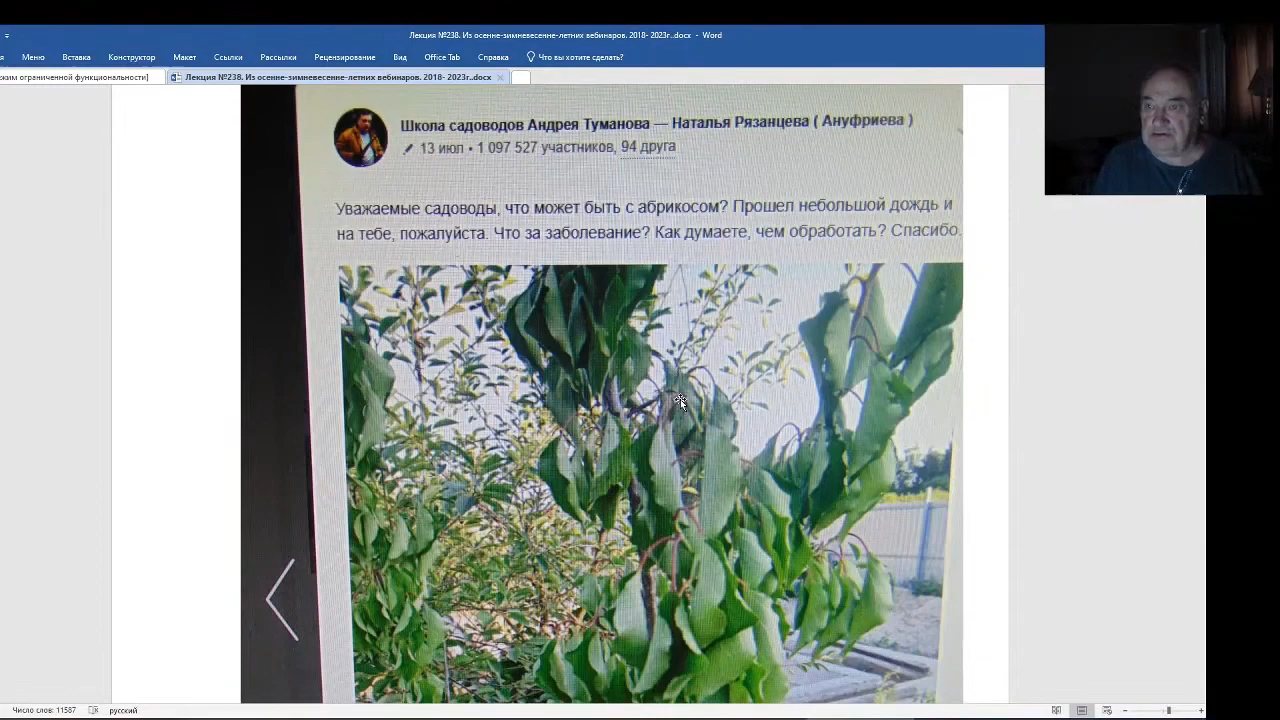 Лекция №238. Из осенне-зимневесенне-летних вебинаров. 2018- 2023г..docx - Word
Меню Вставка Конструктор Макет Ссылки Рассылки Рецензирование Вид Office Tab Справка Что вы хотите сделать?
жим ограниченной функциональности] Лекция №238. Из осенне-зимневесенне-летних вебинаров. 2018- 2023г..docx
Школа садоводов Андрея Туманова — Наталья Рязанцева ( Ануфриева )
13 июл • 1 097 527 участников, 94 друга
Уважаемые садоводы, что может быть с абрикосом? Прошел небольшой дождь и
на тебе, пожалуйста. Что за заболевание? Как думаете, чем обработать? Спасибо.
Число слов: 11587 русский